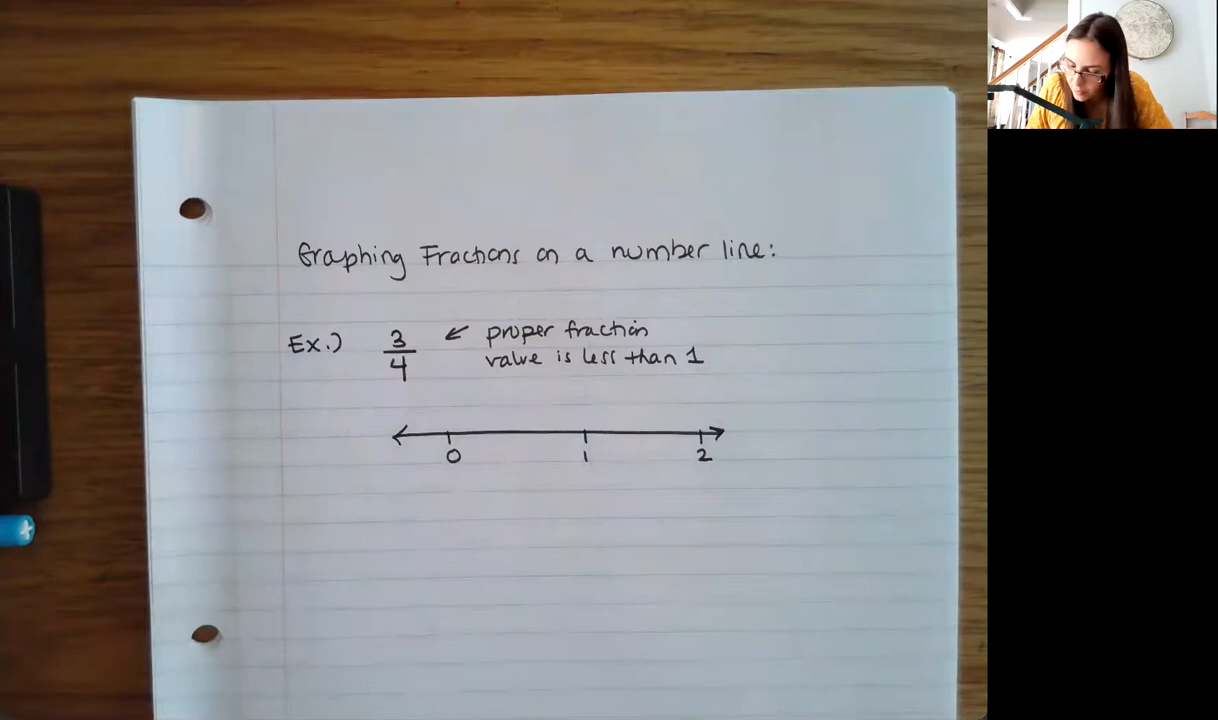 Graphing Fractions on a number line:
Ex.) 3/4 ← proper fraction
value is less than 1
0 1 2